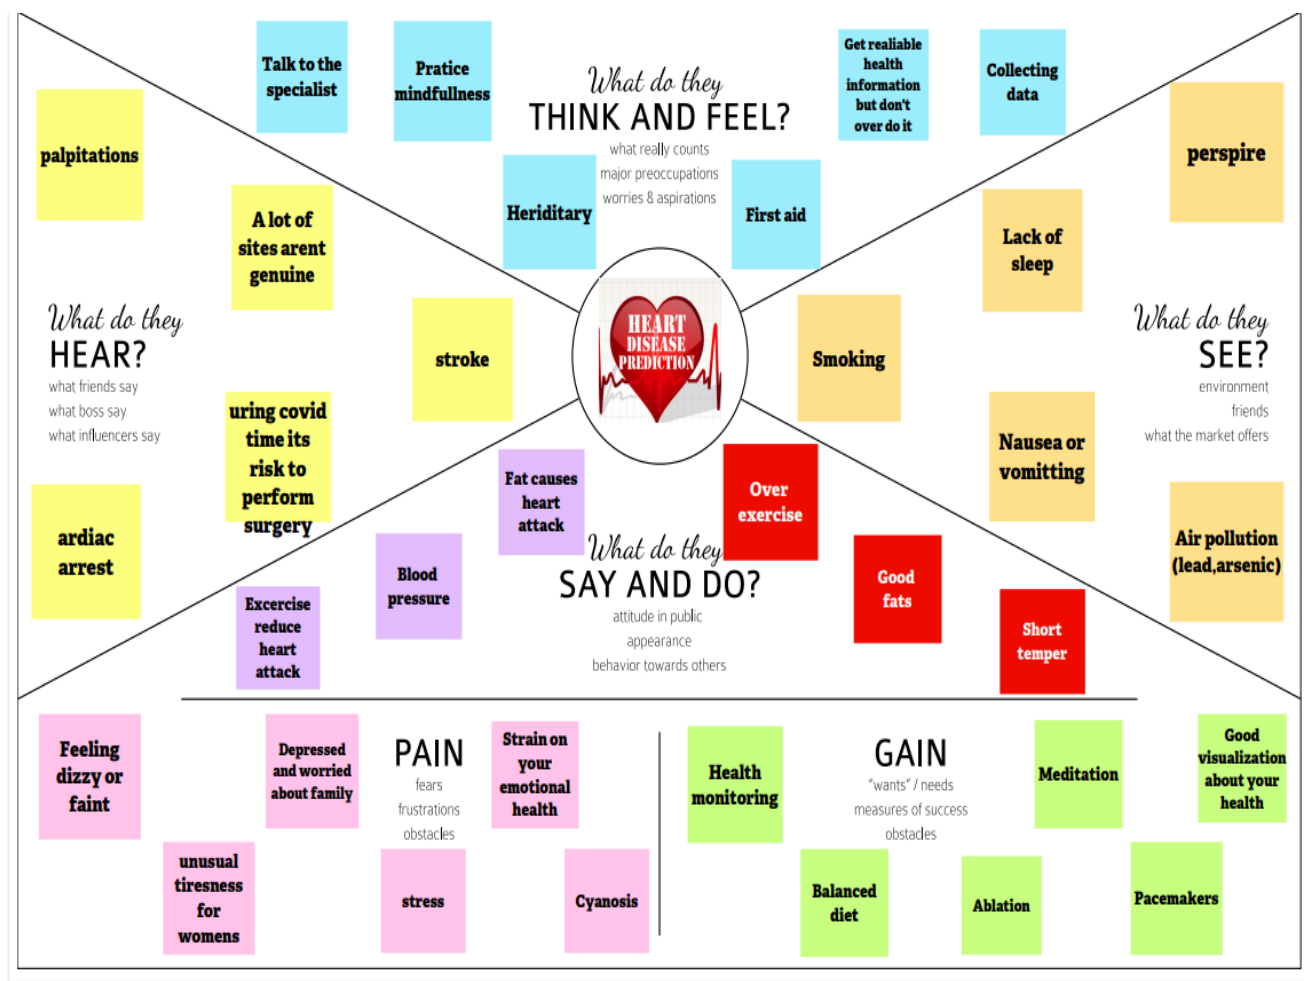 Talk to the
specialist
Pratice
mindfullness
What do they
THINK AND FEEL?
what really counts
major preoccupations
worries & aspirations
Heriditary
First aid
Get realiable
health
information
but don't
over do it
Collecting
data
palpitations
A lot of
sites arent
genuine
stroke
What do they
HEAR?
what friends say
what boss say
what influencers say
uring covid
time its
risk to
perform
surgery
ardiac
arrest
HEART
DISEASE
PREDICTION
perspire
Lack of
sleep
Smoking
What do they
SEE?
environment
friends
what the market offers
Nausea or
vomitting
Air pollution
(lead,arsenic)
Fat causes
heart
attack
Blood
pressure
Excercise
reduce
heart
attack
What do they
SAY AND DO?
attitude in public
appearance
behavior towards others
Over
exercise
Good
fats
Short
temper
Feeling
dizzy or
faint
Depressed
and worried
about family
PAIN
fears
frustrations
obstacles
Strain on
your
emotional
health
unusual
tiresness
for
womens
stress
Cyanosis
Health
monitoring
GAIN
"wants" / needs
measures of success
obstacles
Meditation
Good
visualization
about your
health
Balanced
diet
Ablation
Pacemakers